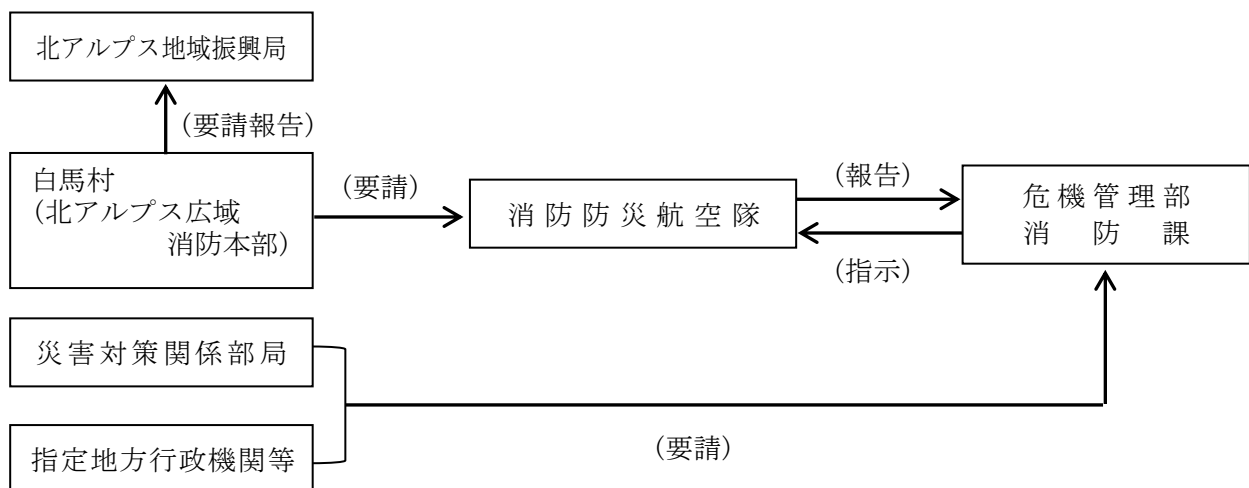 北アルプス地域振興局
(要請報告)
白馬村
(北アルプス広域
消防本部)
(要請)
消防防災航空隊
(報告)
(指示)
危機管理部
消防課
災害対策関係部局
指定地方行政機関等
(要請)